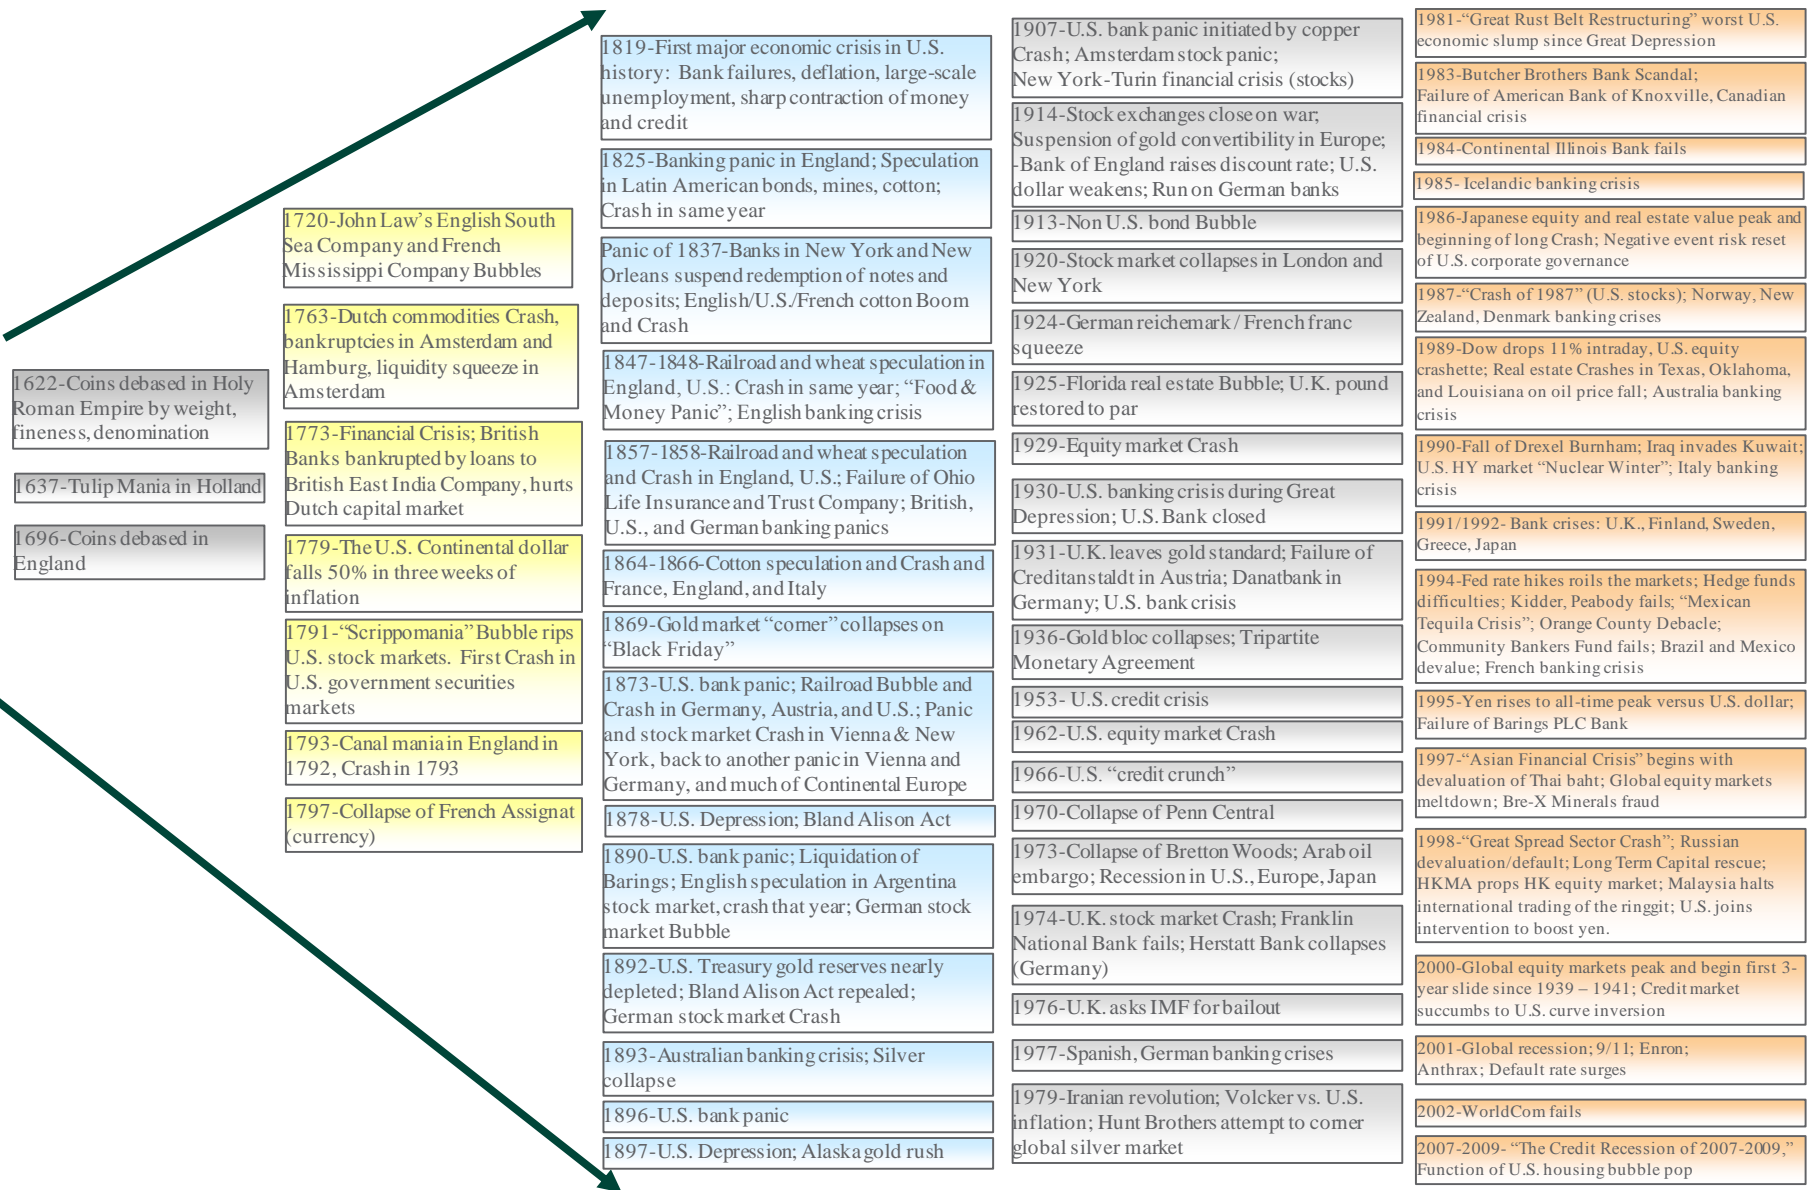 1622-Coins debased in Holy
Roman Empire by weight,
fineness, denomination
1637-Tulip Mania in Holland
1696-Coins debased in
England
1720-John Law’s English South
Sea Company and French
Mississippi Company Bubbles
1763-Dutch commodities Crash,
bankruptcies in Amsterdam and
Hamburg, liquidity squeeze in
Amsterdam
1773-Financial Crisis; British
Banks bankrupted by loans to
British East India Company, hurts
Dutch capital market
1779-The U.S. Continental dollar
falls 50% in three weeks of
inflation
1791-“Scrippomania” Bubble rips
U.S. stock markets. First Crash in
U.S. government securities
markets
1793-Canal mania in England in
1792, Crash in 1793
1797-Collapse of French Assignat
(currency)
1819-First major economic crisis in U.S.
history: Bank failures, deflation, large-scale
unemployment, sharp contraction of money
and credit
1825-Banking panic in England; Speculation
in Latin American bonds, mines, cotton;
Crash in same year
Panic of 1837-Banks in New York and New
Orleans suspend redemption of notes and
deposits; English/U.S./French cotton Boom
and Crash
1847-1848-Railroad and wheat speculation in
England, U.S.: Crash in same year; “Food &
Money Panic”; English banking crisis
1857-1858-Railroad and wheat speculation
and Crash in England, U.S.; Failure of Ohio
Life Insurance and Trust Company; British,
U.S., and German banking panics
1864-1866-Cotton speculation and Crash and
France, England, and Italy
1869-Gold market “corner” collapses on
“Black Friday”
1873-U.S. bank panic; Railroad Bubble and
Crash in Germany, Austria, and U.S.; Panic
and stock market Crash in Vienna & New
York, back to another panic in Vienna and
Germany, and much of Continental Europe
1878-U.S. Depression; Bland Alison Act
1890-U.S. bank panic; Liquidation of
Barings; English speculation in Argentina
stock market, crash that year; German stock
market Bubble
1892-U.S. Treasury gold reserves nearly
depleted; Bland Alison Act repealed;
German stock market Crash
1893-Australian banking crisis; Silver
collapse
1896-U.S. bank panic
1897-U.S. Depression; Alaska gold rush
1907-U.S. bank panic initiated by copper
Crash; Amsterdam stock panic;
New York-Turin financial crisis (stocks)
1914-Stock exchanges close on war;
Suspension of gold convertibility in Europe;
-Bank of England raises discount rate; U.S.
dollar weakens; Run on German banks
1913-Non U.S. bond Bubble
1920-Stock market collapses in London and
New York
1924-German reichemark / French franc
squeeze
1925-Florida real estate Bubble; U.K. pound
restored to par
1929-Equity market Crash
1930-U.S. banking crisis during Great
Depression; U.S. Bank closed
1931-U.K. leaves gold standard; Failure of
Creditanstaldt in Austria; Danatbank in
Germany; U.S. bank crisis
1936-Gold bloc collapses; Tripartite
Monetary Agreement
1953- U.S. credit crisis
1962-U.S. equity market Crash
1966-U.S. “credit crunch”
1970-Collapse of Penn Central
1973-Collapse of Bretton Woods; Arab oil
embargo; Recession in U.S., Europe, Japan
1974-U.K. stock market Crash; Franklin
National Bank fails; Herstatt Bank collapses
(Germany)
1976-U.K. asks IMF for bailout
1977-Spanish, German banking crises
1979-Iranian revolution; Volcker vs. U.S.
inflation; Hunt Brothers attempt to corner
global silver market
1981-“Great Rust Belt Restructuring” worst U.S.
economic slump since Great Depression
1983-Butcher Brothers Bank Scandal;
Failure of American Bank of Knoxville, Canadian
financial crisis
1984-Continental Illinois Bank fails
1985- Icelandic banking crisis
1986-Japanese equity and real estate value peak and
beginning of long Crash; Negative event risk reset
of U.S. corporate governance
1987-“Crash of 1987” (U.S. stocks); Norway, New
Zealand, Denmark banking crises
1989-Dow drops 11% intraday, U.S. equity
crashette; Real estate Crashes in Texas, Oklahoma,
and Louisiana on oil price fall; Australia banking
crisis
1990-Fall of Drexel Burnham; Iraq invades Kuwait;
U.S. HY market “Nuclear Winter”; Italy banking
crisis
1991/1992- Bank crises: U.K., Finland, Sweden,
Greece, Japan
1994-Fed rate hikes roils the markets; Hedge funds
difficulties; Kidder, Peabody fails; “Mexican
Tequila Crisis”; Orange County Debacle;
Community Bankers Fund fails; Brazil and Mexico
devalue; French banking crisis
1995-Yen rises to all-time peak versus U.S. dollar;
Failure of Barings PLC Bank
1997-“Asian Financial Crisis” begins with
devaluation of Thai baht; Global equity markets
meltdown; Bre-X Minerals fraud
1998-“Great Spread Sector Crash”; Russian
devaluation/default; Long Term Capital rescue;
HKMA props HK equity market; Malaysia halts
international trading of the ringgit; U.S. joins
intervention to boost yen.
2000-Global equity markets peak and begin first 3-
year slide since 1939 – 1941; Credit market
succumbs to U.S. curve inversion
2001-Global recession; 9/11; Enron;
Anthrax; Default rate surges
2002-WorldCom fails
2007-2009- “The Credit Recession of 2007-2009,”
Function of U.S. housing bubble pop